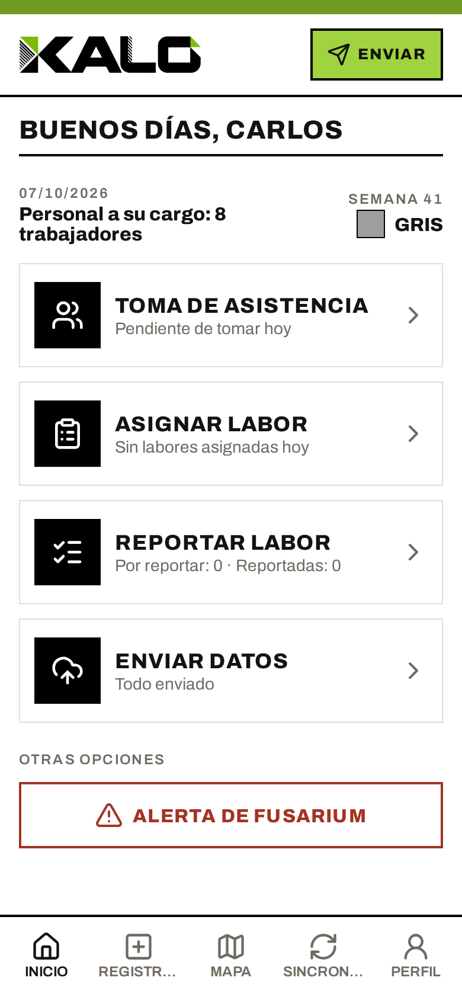 KALO
ENVIAR
BUENOS DÍAS, CARLOS
07/10/2026
Personal a su cargo: 8
trabajadores
SEMANA 41
GRIS
TOMA DE ASISTENCIA
Pendiente de tomar hoy
ASIGNAR LABOR
Sin labores asignadas hoy
REPORTAR LABOR
Por reportar: 0 · Reportadas: 0
ENVIAR DATOS
Todo enviado
OTRAS OPCIONES
ALERTA DE FUSARIUM
INICIO
REGISTR...
MAPA
SINCRON...
PERFIL